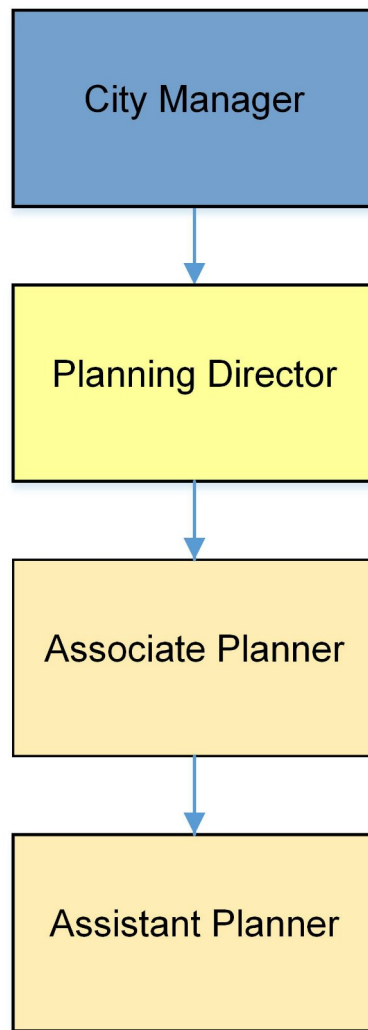 City Manager
Planning Director
Associate Planner
Assistant Planner